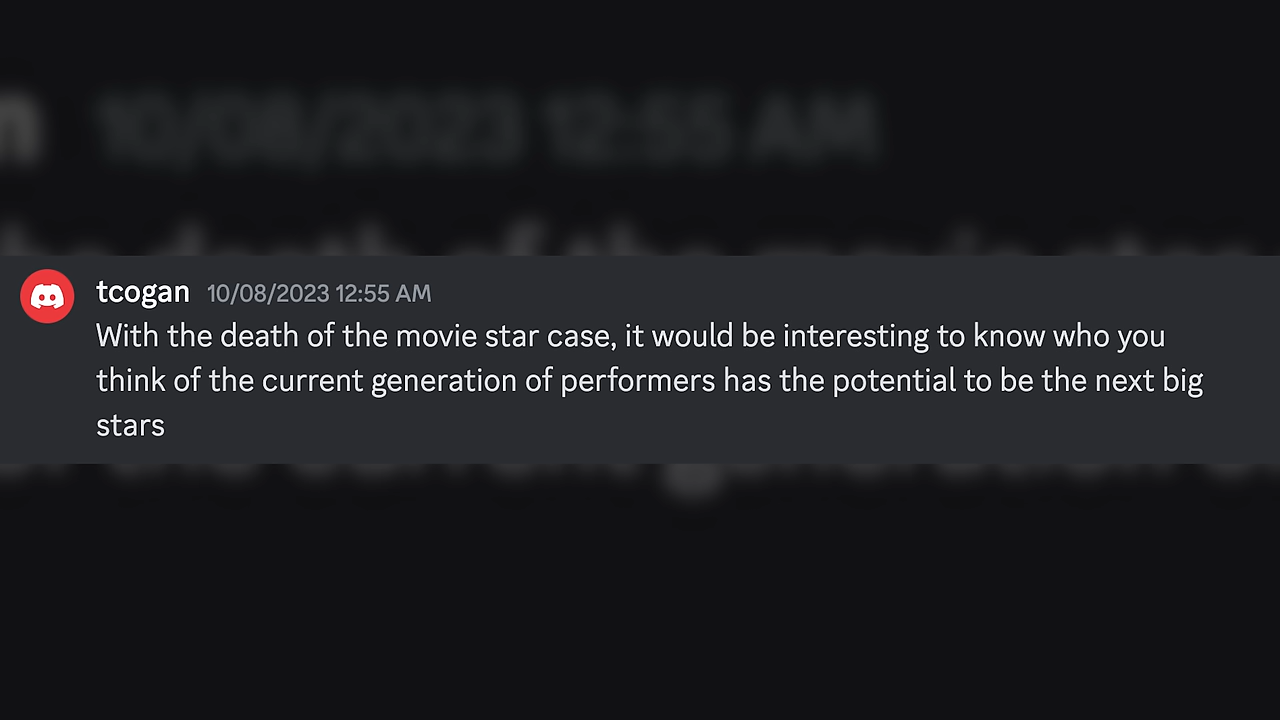 tcogan 10/08/2023 12:55 AM
With the death of the movie star case, it would be interesting to know who you
think of the current generation of performers has the potential to be the next big
stars